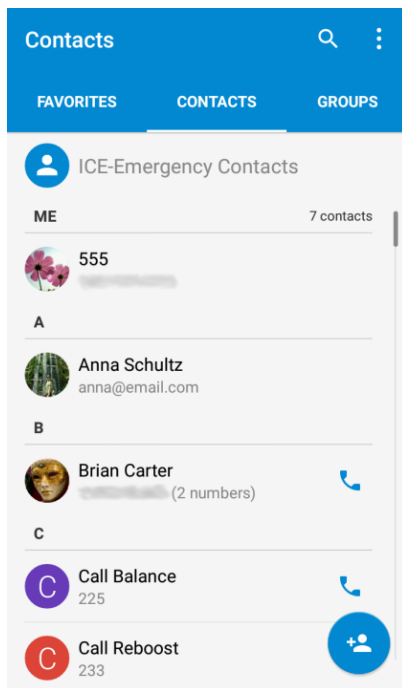 Contacts
FAVORITES CONTACTS GROUPS
ICE-Emergency Contacts
ME 7 contacts
555
A
Anna Schultz
anna@email.com
B
Brian Carter
(2 numbers)
C
C Call Balance
225
C Call Reboost
233